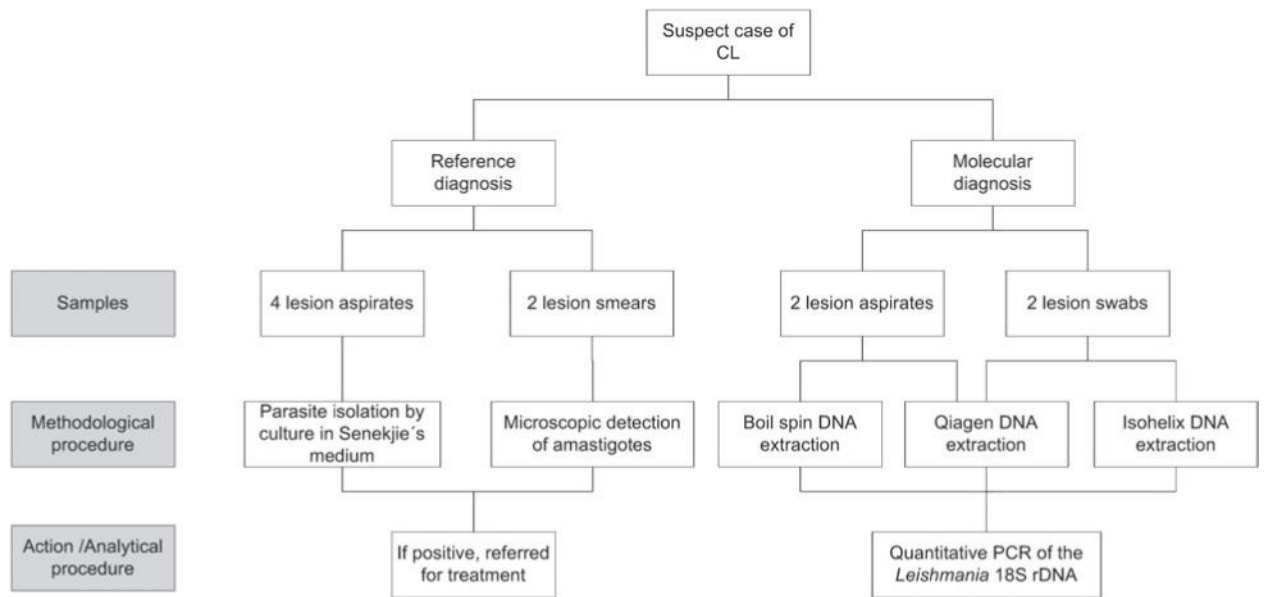 Suspect case of
CL
Reference
diagnosis
Molecular
diagnosis
Samples
4 lesion aspirates
2 lesion smears
2 lesion aspirates
2 lesion swabs
Methodological
procedure
Parasite isolation by
culture in Senekjie´s
medium
Microscopic detection
of amastigotes
Boil spin DNA
extraction
Qiagen DNA
extraction
Isohelix DNA
extraction
Action /Analytical
procedure
If positive, referred
for treatment
Quantitative PCR of the
Leishmania 18S rDNA